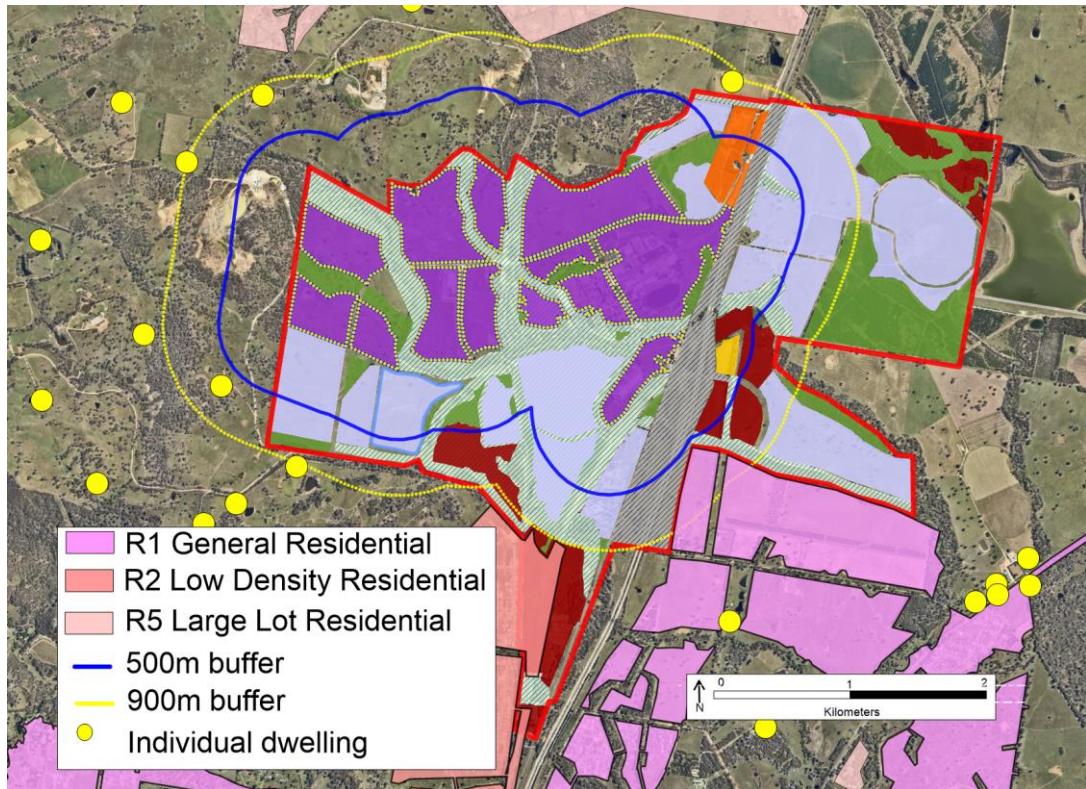 R1 General Residential
R2 Low Density Residential
R5 Large Lot Residential
500m buffer
900m buffer
Individual dwelling
0 1 2
N
Kilometers